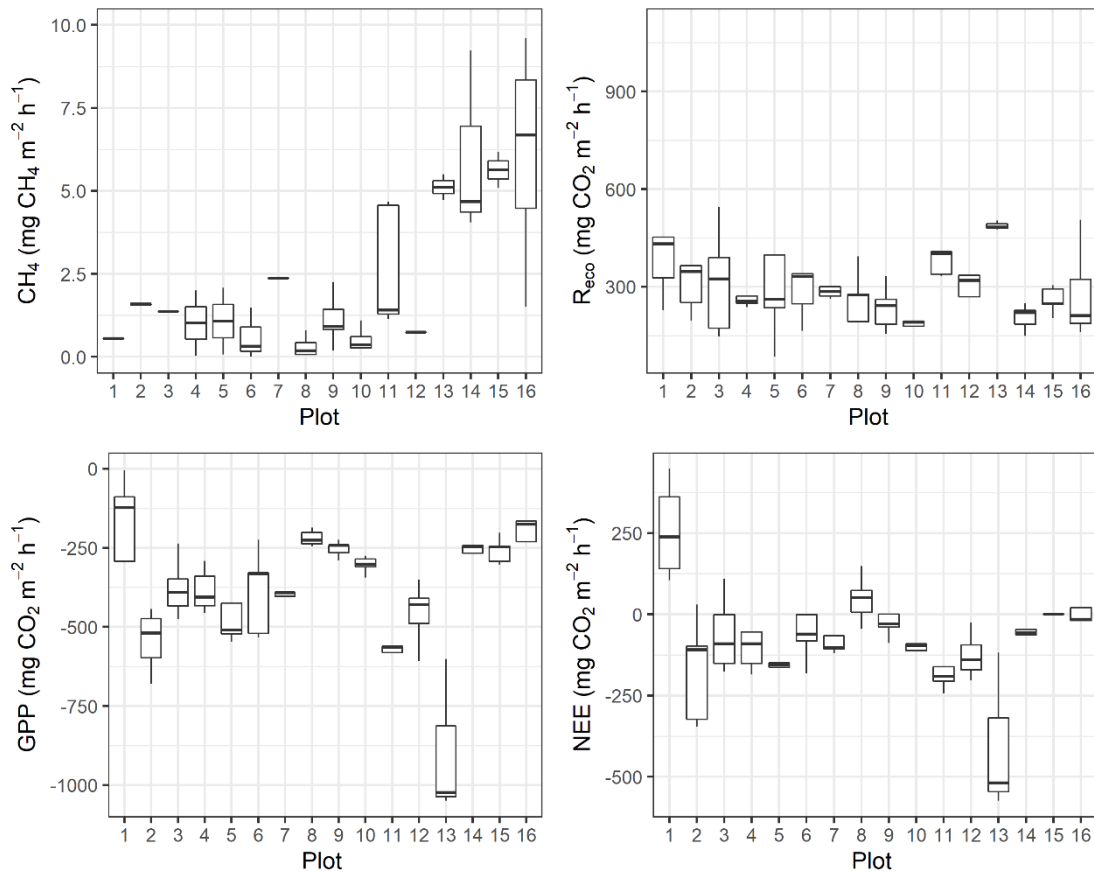 CH₄ (mg CH₄ m⁻² h⁻¹)
10.0
7.5
5.0
2.5
0.0
1 2 3 4 5 6 7 8 9 10 11 12 13 14 15 16
Plot
R_eco (mg CO₂ m⁻² h⁻¹)
900
600
300
1 2 3 4 5 6 7 8 9 10 11 12 13 14 15 16
Plot
GPP (mg CO₂ m⁻² h⁻¹)
0
-250
-500
-750
-1000
1 2 3 4 5 6 7 8 9 10 11 12 13 14 15 16
Plot
NEE (mg CO₂ m⁻² h⁻¹)
250
0
-250
-500
1 2 3 4 5 6 7 8 9 10 11 12 13 14 15 16
Plot